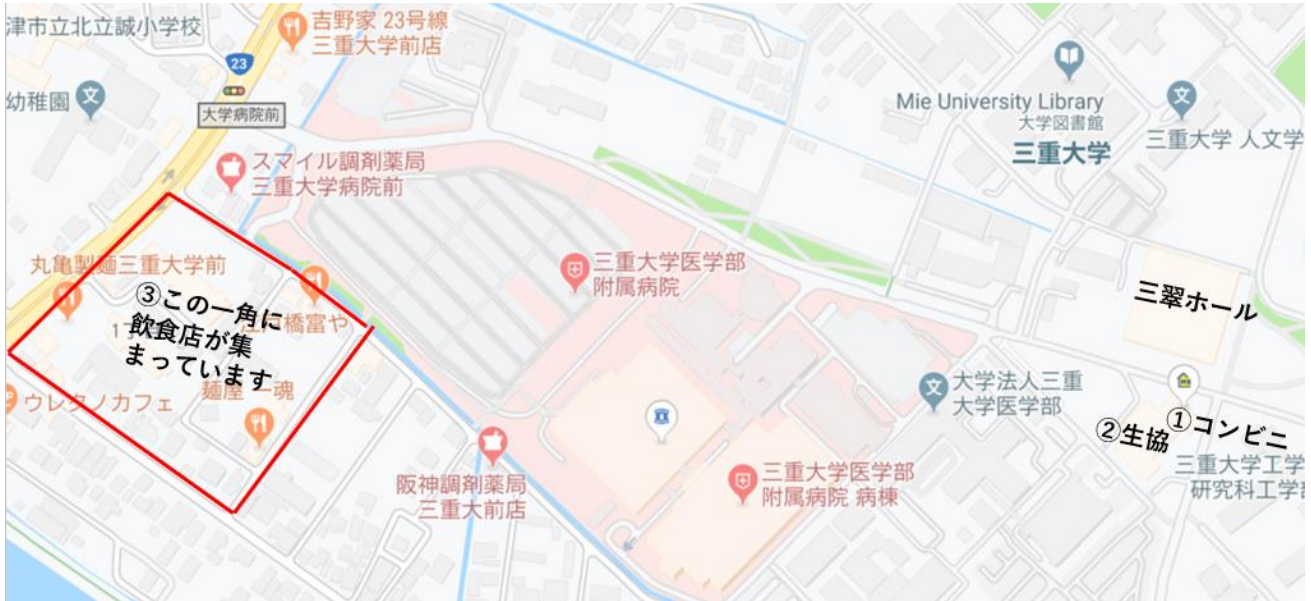 津市立北立誠小学校
吉野家 23号線
三重大学前店
23
大学病院前
幼稚園
文
スマイル調剤薬局
三重大学病院前
Mie University Library
大学図書館
三重大学
文
三重大学 人文学
丸亀製麺三重大学前
③この一角に
飲食店が集
まっています
江戸橋富や
麺屋 一魂
ウレタノカフェ
三重大学医学部
附属病院
三翠ホール
文
大学法人三重
大学医学部
①コンビニ
②生協
三重大学工学
研究科工学部
阪神調剤薬局
三重大前店
三重大学医学部
附属病院 病棟